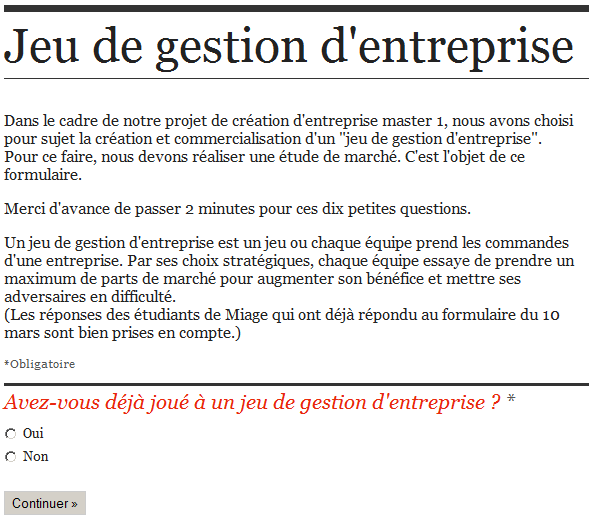 Jeu de gestion d'entreprise
Dans le cadre de notre projet de création d'entreprise master 1, nous avons choisi
pour sujet la création et commercialisation d'un "jeu de gestion d'entreprise".
Pour ce faire, nous devons réaliser une étude de marché. C'est l'objet de ce
formulaire.
Merci d'avance de passer 2 minutes pour ces dix petites questions.
Un jeu de gestion d'entreprise est un jeu ou chaque équipe prend les commandes
d'une entreprise. Par ses choix stratégiques, chaque équipe essaye de prendre un
maximum de parts de marché pour augmenter son bénéfice et mettre ses
adversaires en difficulté.
(Les réponses des étudiants de Miage qui ont déjà répondu au formulaire du 10
mars sont bien prises en compte.)
*Obligatoire
Avez-vous déjà joué à un jeu de gestion d'entreprise ? *
Oui
Non
Continuer »